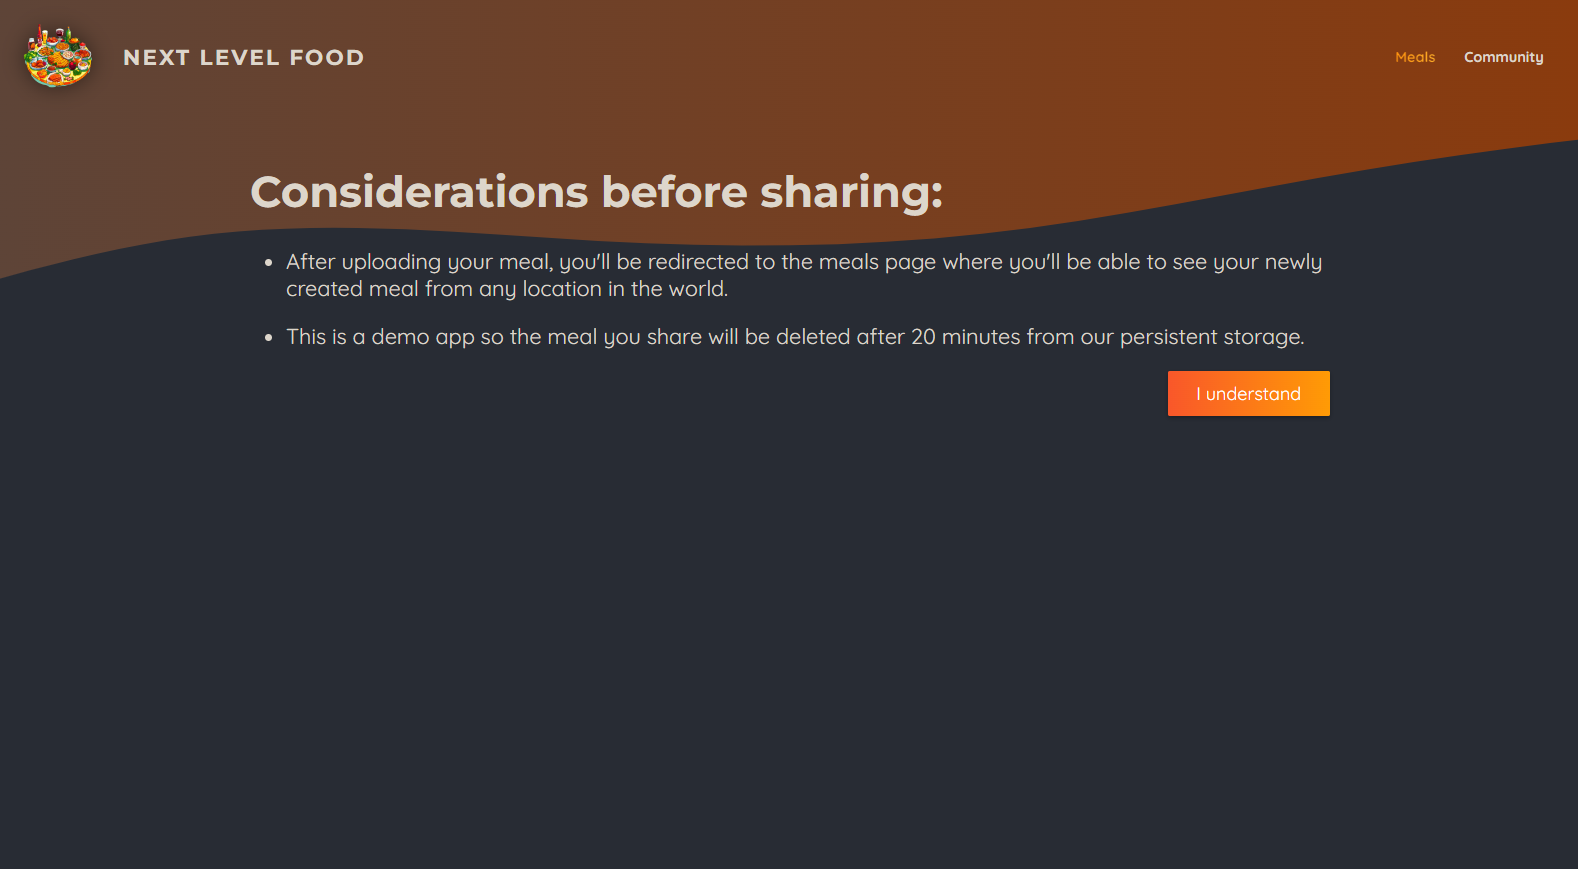 NEXT LEVEL FOOD
Meals
Community
Considerations before sharing:
After uploading your meal, you'll be redirected to the meals page where you'll be able to see your newly
created meal from any location in the world.
This is a demo app so the meal you share will be deleted after 20 minutes from our persistent storage.
I understand